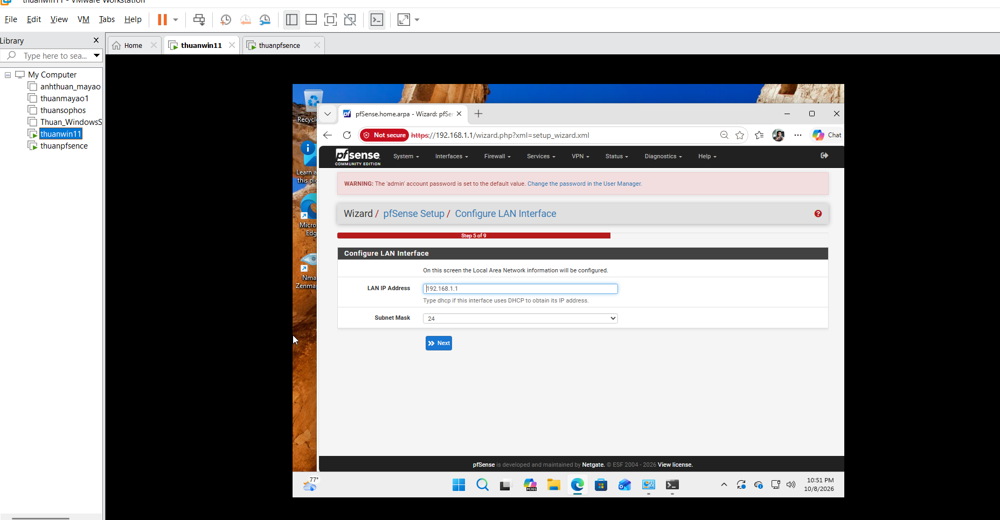 thuanwin11 - VMware Workstation
File Edit View VM Tabs Help
Library
Home
thuanwin11
thuanpfsence
Type here to sea...
My Computer
anhthuan_mayao
thuanmayao1
thuansophos
Thuan_WindowsS
thuanwin11
thuanpfsence
Recycl
pfSense.home.arpa - Wizard: pfSer
Not secure https://192.168.1.1/wizard.php?xml=setup_wizard.xml
Chat
pfsense
COMMUNITY EDITION
System Interfaces Firewall Services VPN Status Diagnostics Help
Learn a
this pic
WARNING: The 'admin' account password is set to the default value. Change the password in the User Manager.
Wizard / pfSense Setup / Configure LAN Interface
Micro
Edg
Step 5 of 9
Configure LAN Interface
On this screen the Local Area Network information will be configured.
Nma
Zenma
LAN IP Address 192.168.1.1
Type dhcp if this interface uses DHCP to obtain its IP address.
Subnet Mask 24
Next
pfSense is developed and maintained by Netgate. © ESF 2004 - 2026 View license.
77°
M365
10:51 PM
10/8/2026